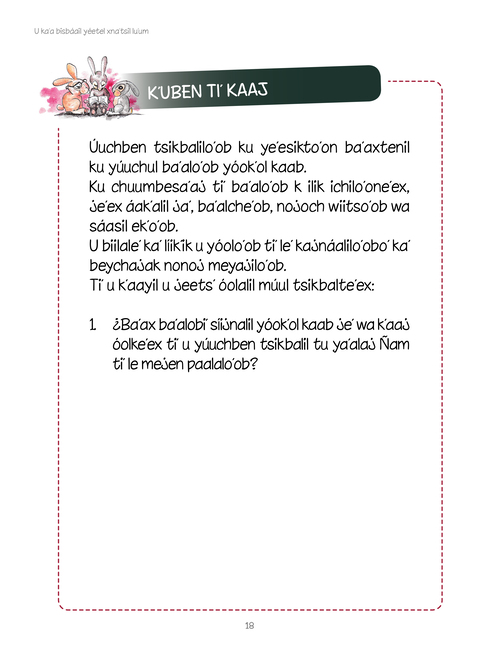 U ka'a bisbáail yéetel xna'tsil lu'um
K'UBEN TI' KAAJ
Úuchben tsikbalilo'ob ku ye'esikto'on ba'axtenil
ku yúuchul ba'alo'ob yóok'ol kaab.
Ku chuumbesa'aj ti' ba'alo'ob k ilik ichilo'one'ex,
je'ex áak'alil ja', ba'alche'ob, nojoch wiitso'ob wa
sáasil ek'o'ob.
U biilale' ka' líik'ik u yóolo'ob ti' le' kajnáalilo'obo' ka'
beychajak nonoj meyajilo'ob.
Ti' u k'aayil u jeets' óolalil múul tsikbalte'ex:
1. ¿Ba'ax ba'alobi' síijnalil yóok'ol kaab je' wa k'aaj
óolke'ex ti' u yúuchben tsikbalil tu ya'alaj Ñam
ti' le mejen paalalo'ob?
18